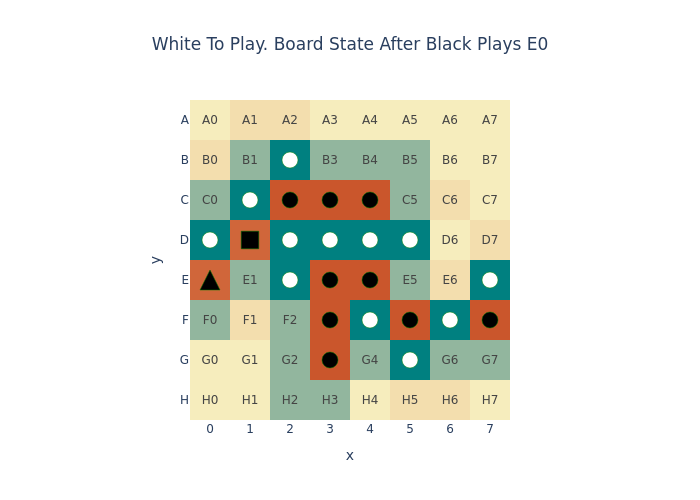 White To Play. Board State After Black Plays E0
A A0 A1 A2 A3 A4 A5 A6 A7
B B0 B1 B3 B4 B5 B6 B7
C C0 C5 C6 C7
D D6 D7
E E1 E5 E6
F F0 F1 F2
G G0 G1 G2 G4 G6 G7
H H0 H1 H2 H3 H4 H5 H6 H7
0 1 2 3 4 5 6 7
x
y